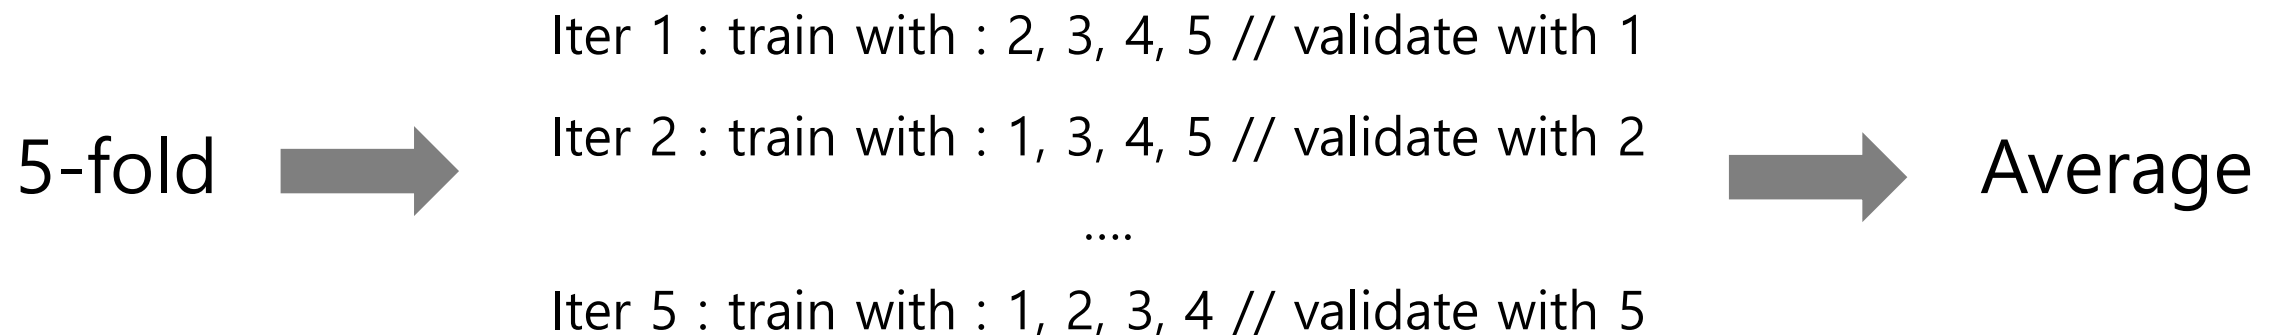 5-fold
Iter 1 : train with : 2, 3, 4, 5 // validate with 1
Iter 2 : train with : 1, 3, 4, 5 // validate with 2
....
Iter 5 : train with : 1, 2, 3, 4 // validate with 5
Average